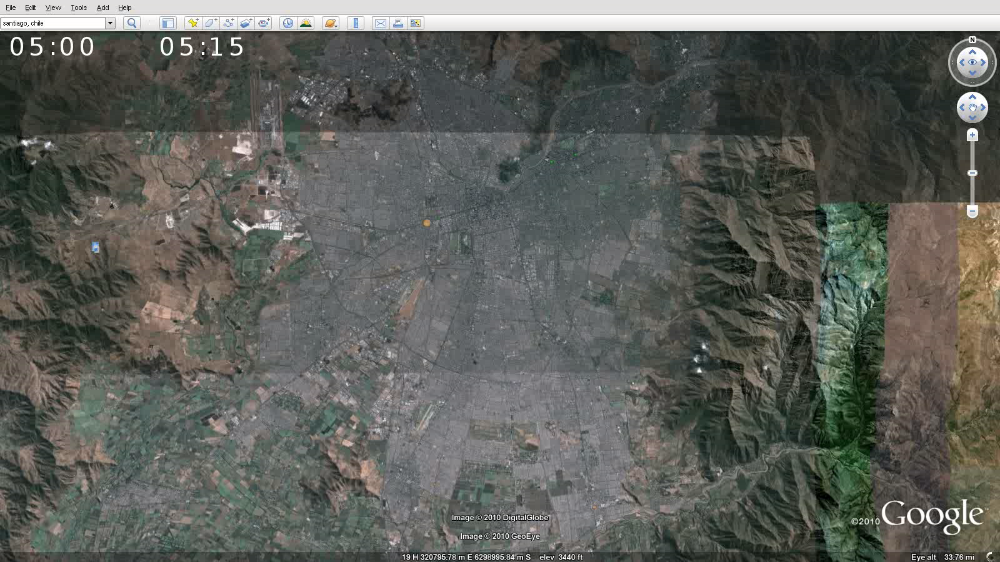 File Edit View Tools Add Help
santiago, chile
05:00 05:15
N
Image © 2010 DigitalGlobe
©2010 Google
Image © 2010 GeoEye
19 H 320795.78 m E 6298995.84 m S elev 3440 ft Eye alt 33.76 mi